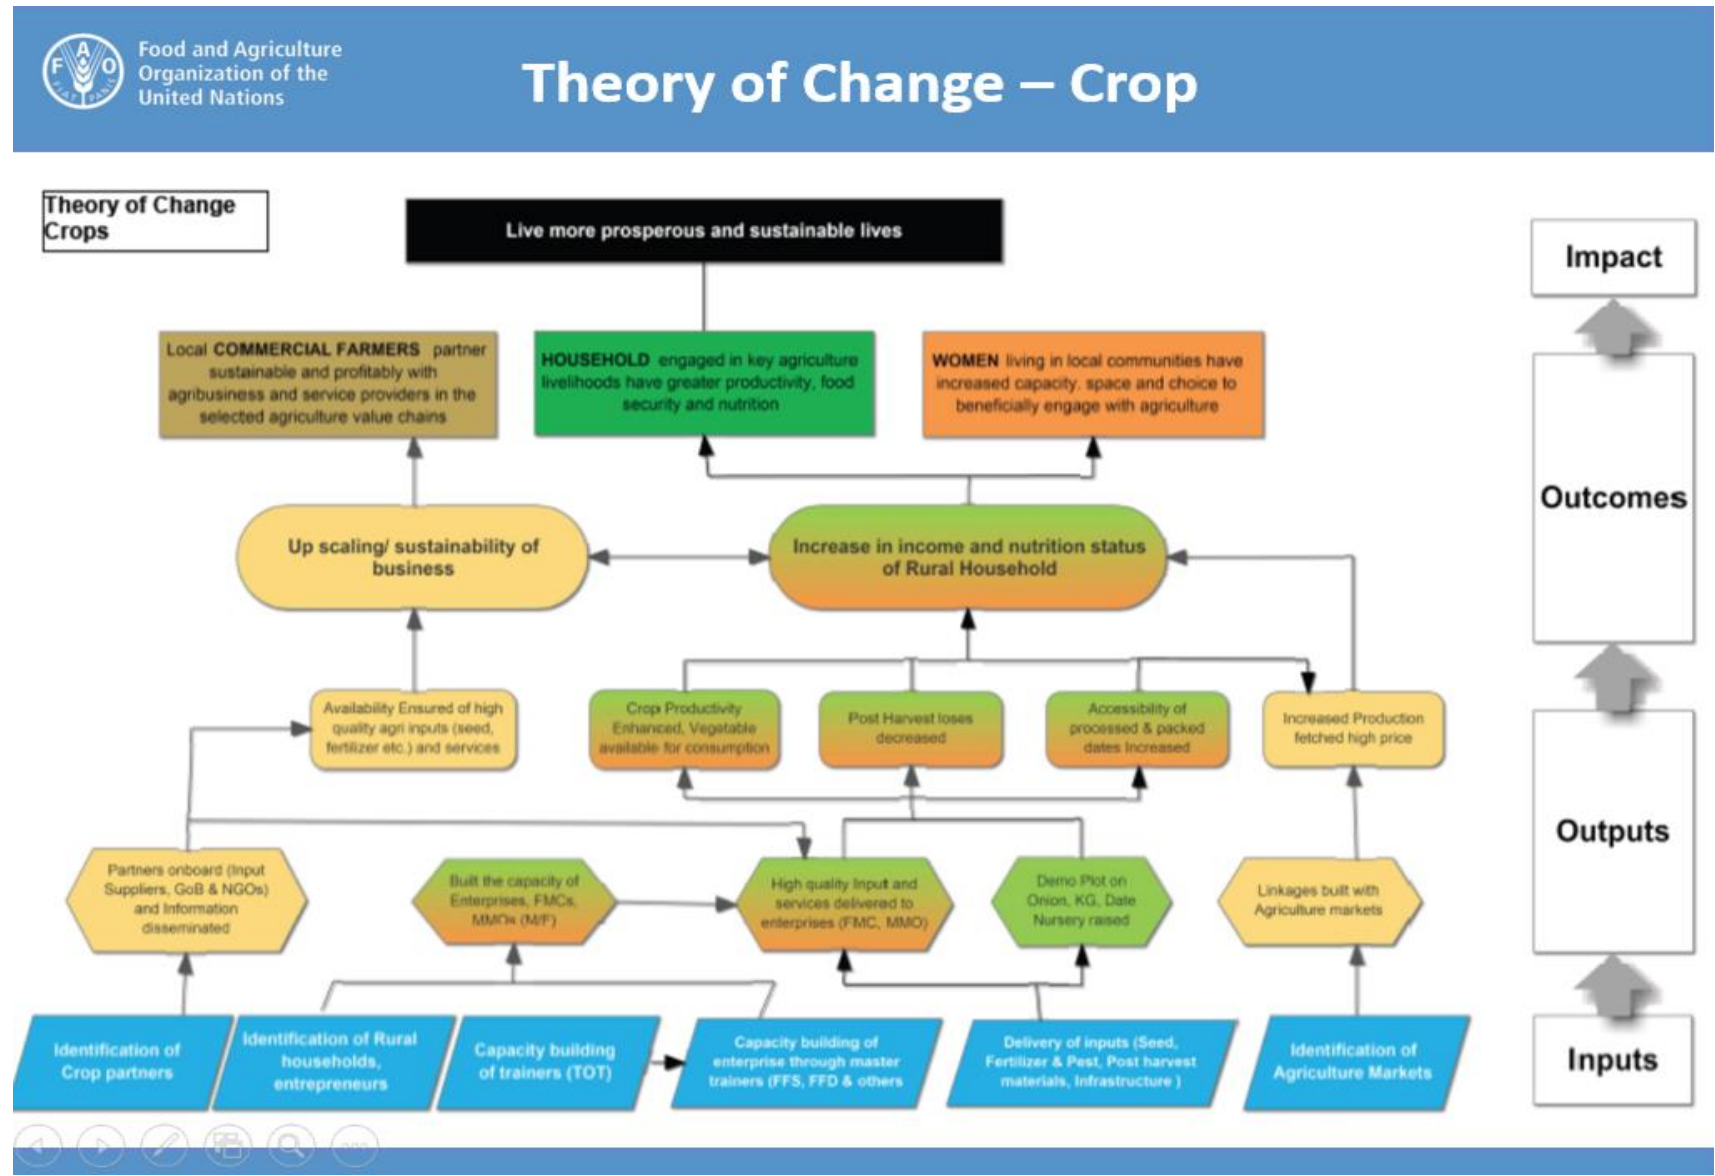 Food and Agriculture
Organization of the
United Nations
Theory of Change – Crop
Theory of Change
Crops
Live more prosperous and sustainable lives
Impact
Local COMMERCIAL FARMERS partner
sustainable and profitably with
agribusiness and service providers in the
selected agriculture value chains
HOUSEHOLD engaged in key agriculture
livelihoods have greater productivity, food
security and nutrition
WOMEN living in local communities have
increased capacity, space and choice to
beneficially engage with agriculture
Outcomes
Up scaling/ sustainability of
business
Increase in income and nutrition status
of Rural Household
Availability Ensured of high
quality agri inputs (seed,
fertilizer etc.) and services
Crop Productivity
Enhanced, Vegetable
available for consumption
Post Harvest loses
decreased
Accessibility of
processed & packed
dates Increased
Increased Production
fetched high price
Outputs
Partners onboard (Input
Suppliers, GoB & NGOs)
and Information
disseminated
Built the capacity of
Enterprises, FMCs,
MMOs (M/F)
High quality Input and
services delivered to
enterprises (FMC, MMO)
Demo Plot on
Onion, KG, Date
Nursery raised
Linkages built with
Agriculture markets
Identification of
Crop partners
Identification of Rural
households,
entrepreneurs
Capacity building
of trainers (TOT)
Capacity building of
enterprise through master
trainers (FFS, FFD & others
Delivery of inputs (Seed,
Fertilizer & Pest, Post harvest
materials, Infrastructure )
Identification of
Agriculture Markets
Inputs